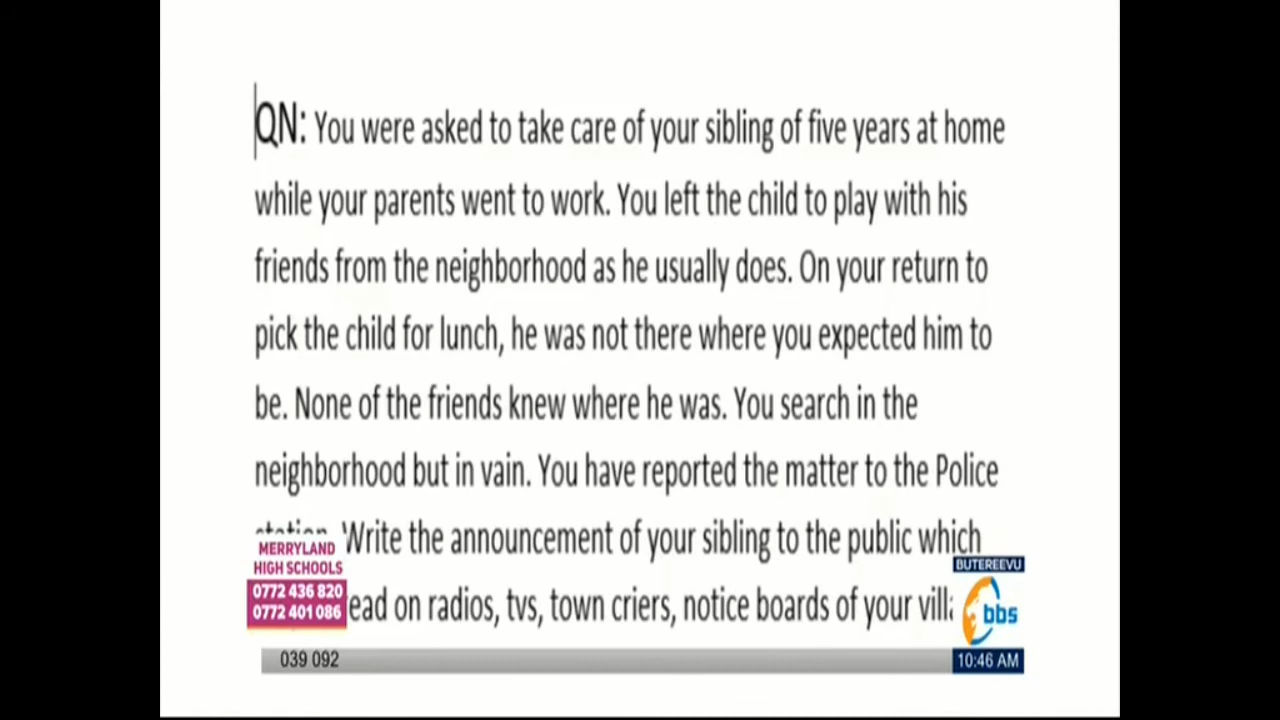 QN: You were asked to take care of your sibling of five years at home
while your parents went to work. You left the child to play with his
friends from the neighborhood as he usually does. On your return to
pick the child for lunch, he was not there where you expected him to
be. None of the friends knew where he was. You search in the
neighborhood but in vain. You have reported the matter to the Police
Write the announcement of your sibling to the public which
on radios, tvs, town criers, notice boards of your
MERRYLAND
HIGH SCHOOLS
0772 436 820
0772 401 086
BUTEREEVU
bbs
039 092
10:46 AM